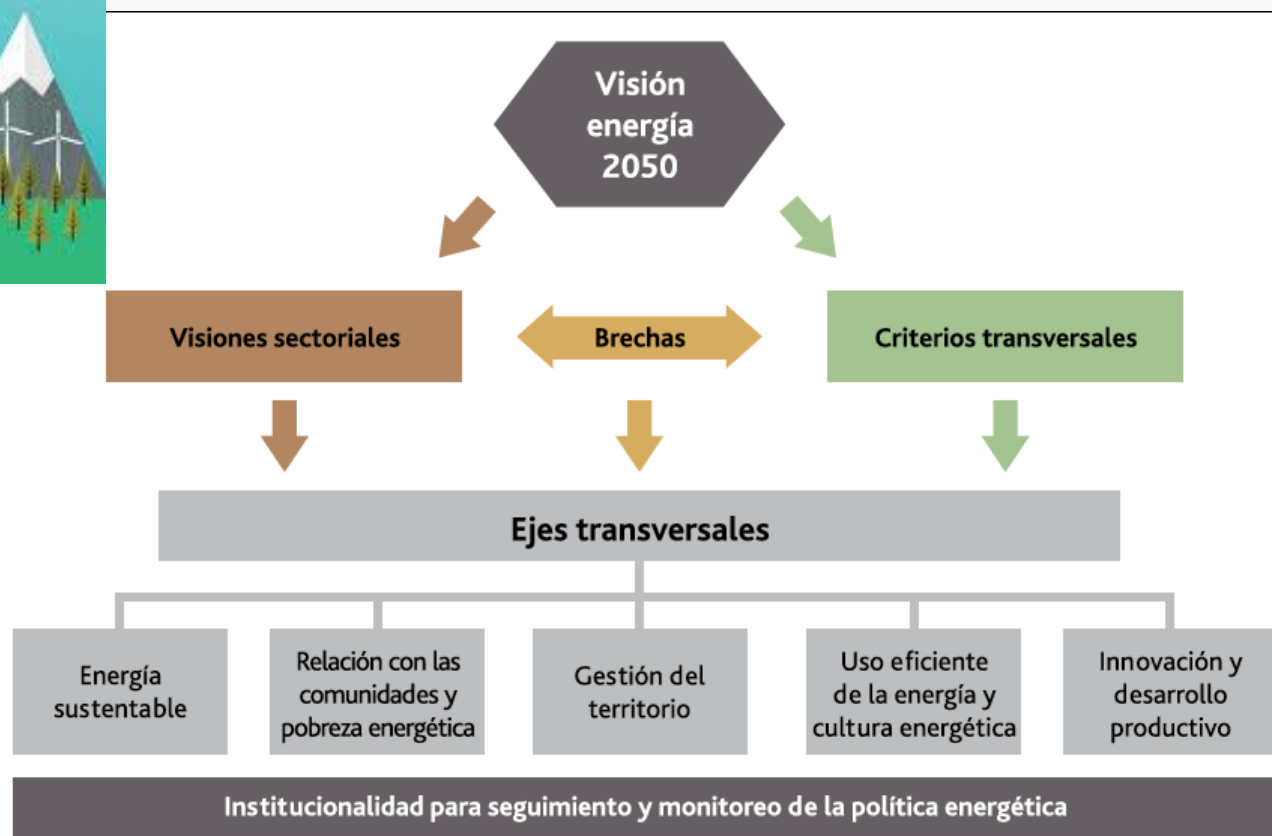 Visión
energía
2050
Visiones sectoriales
Brechas
Criterios transversales
Ejes transversales
Energía
sustentable
Relación con las
comunidades y
pobreza energética
Gestión del
territorio
Uso eficiente
de la energía y
cultura energética
Innovación y
desarrollo
productivo
Institucionalidad para seguimiento y monitoreo de la política energética